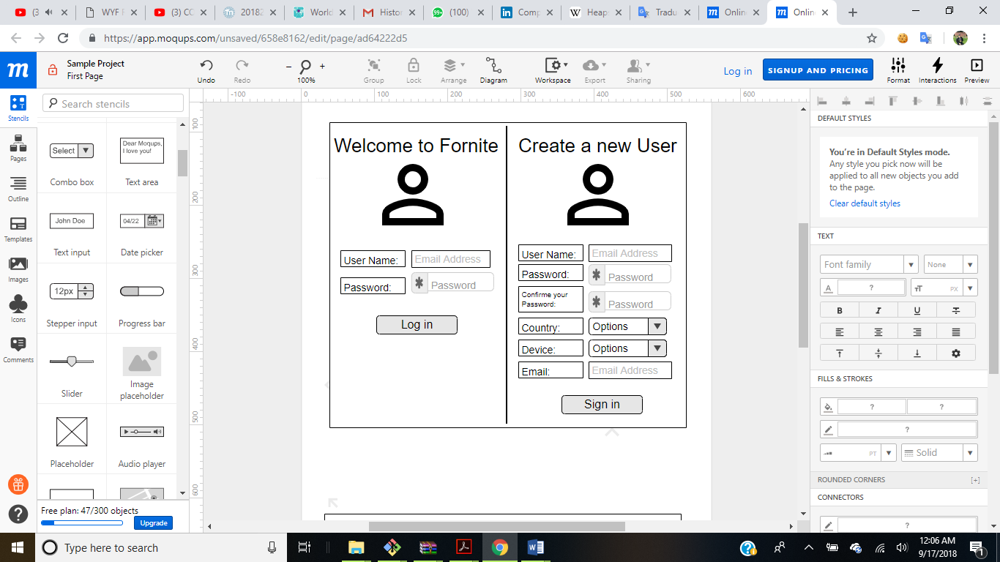 (3)
WYF F
(3) CC
20182
World
Histor
99+
(100)
Comp
Heap
Tradu
Online
Online
https://app.moqups.com/unsaved/658e8162/edit/page/ad64222d5
m
Sample Project
First Page
Undo
Redo
100%
Group
Lock
Arrange
Diagram
Workspace
Export
Sharing
Log in
SIGNUP AND PRICING
Format
Interactions
Preview
Stencils
Pages
Outline
Templates
Images
Icons
Comments
Search stencils
Select
Dear Moqups,
I love you!
Combo box
Text area
John Doe
04/22
Text input
Date picker
12px
Stepper input
Progress bar
Slider
Image
placeholder
Placeholder
Audio player
Free plan: 47/300 objects
Upgrade
-100
0
100
200
300
400
500
600
100
200
300
400
500
600
Welcome to Fornite
User Name:
Email Address
Password:
Password
Log in
Create a new User
User Name:
Email Address
Password:
Password
Confirme your
Password:
Password
Country:
Options
Device:
Options
Email:
Email Address
Sign in
DEFAULT STYLES
You're in Default Styles mode.
Any style you pick now will be
applied to all new objects you add
to the page.
Clear default styles
TEXT
Font family
None
A
?
TT
PX
B
I
U
FILLS & STROKES
?
?
?
PT
Solid
ROUNDED CORNERS
[+]
CONNECTORS
?
Type here to search
12:06 AM
9/17/2018
1